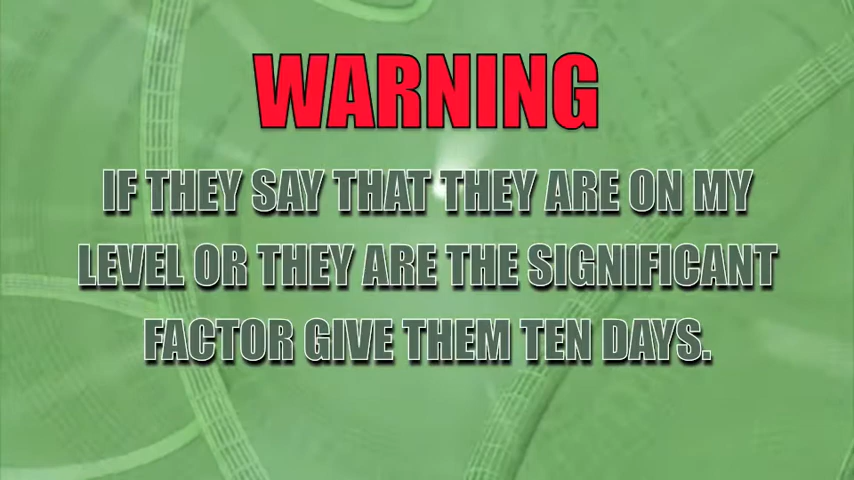 WARNING
IF THEY SAY THAT THEY ARE ON MY
LEVEL OR THEY ARE THE SIGNIFICANT
FACTOR GIVE THEM TEN DAYS.